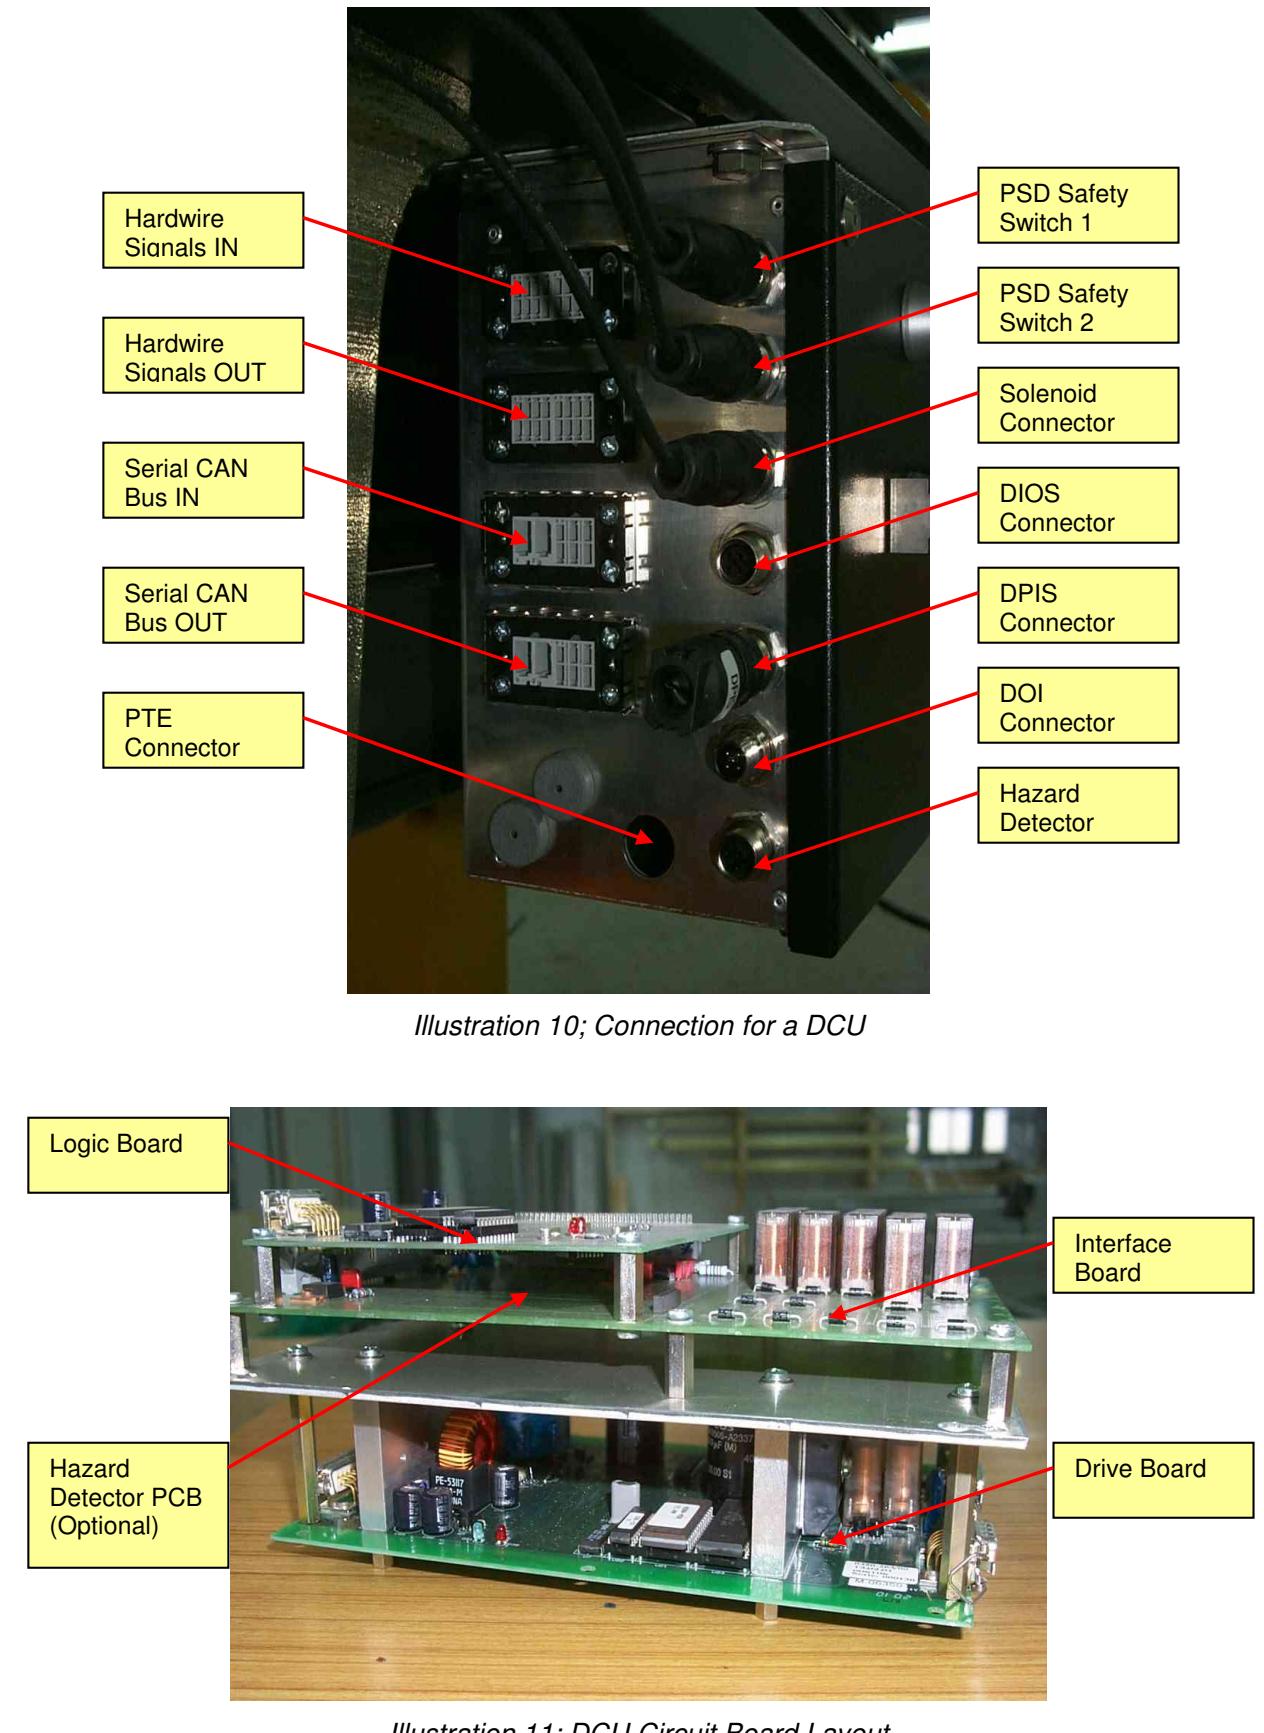 Hardwire
Signals IN
Hardwire
Signals OUT
Serial CAN
Bus IN
Serial CAN
Bus OUT
PTE
Connector
PSD Safety
Switch 1
PSD Safety
Switch 2
Solenoid
Connector
DIOS
Connector
DPIS
Connector
DOI
Connector
Hazard
Detector
Illustration 10; Connection for a DCU
Logic Board
Hazard
Detector PCB
(Optional)
Interface
Board
Drive Board
PE-53117
Illustration 11; DCU Circuit Board Layout